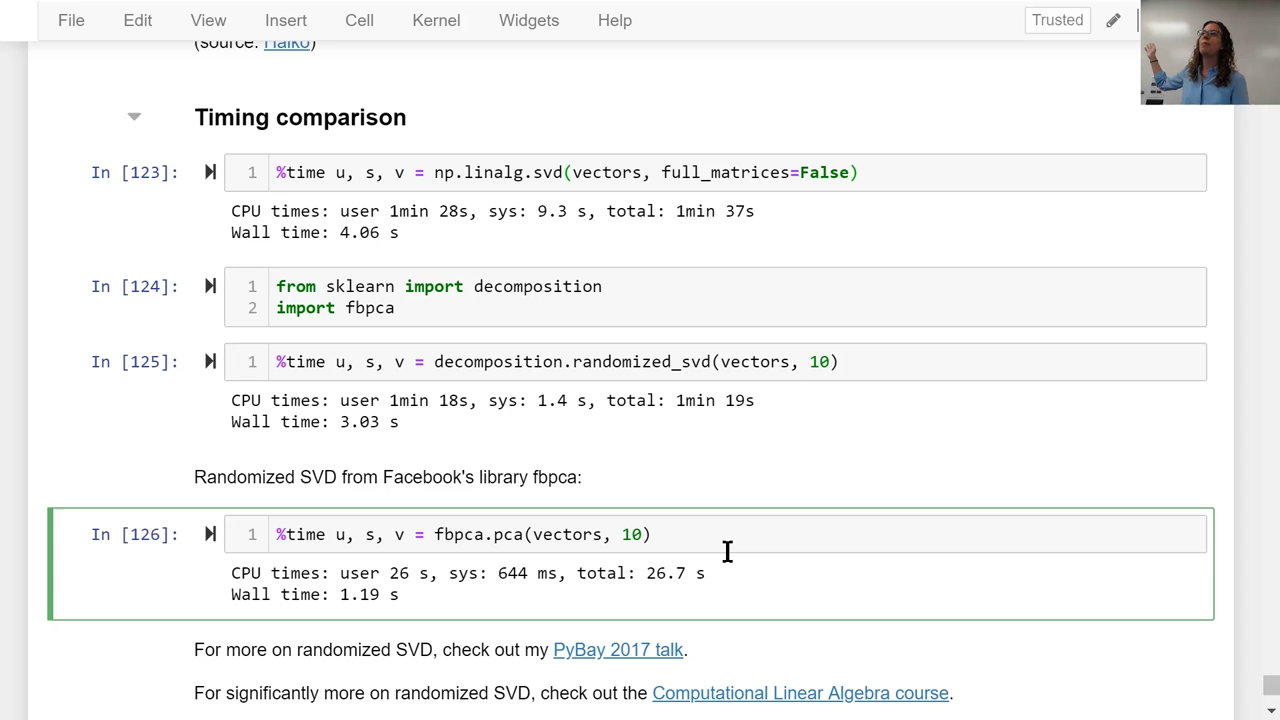 File Edit View Insert Cell Kernel Widgets Help Trusted
(source: Halko)
Timing comparison
In [123]: 1 %time u, s, v = np.linalg.svd(vectors, full_matrices=False)
CPU times: user 1min 28s, sys: 9.3 s, total: 1min 37s
Wall time: 4.06 s
In [124]: 1 from sklearn import decomposition
2 import fbpca
In [125]: 1 %time u, s, v = decomposition.randomized_svd(vectors, 10)
CPU times: user 1min 18s, sys: 1.4 s, total: 1min 19s
Wall time: 3.03 s
Randomized SVD from Facebook's library fbpca:
In [126]: 1 %time u, s, v = fbpca.pca(vectors, 10)
CPU times: user 26 s, sys: 644 ms, total: 26.7 s
Wall time: 1.19 s
For more on randomized SVD, check out my PyBay 2017 talk.
For significantly more on randomized SVD, check out the Computational Linear Algebra course.